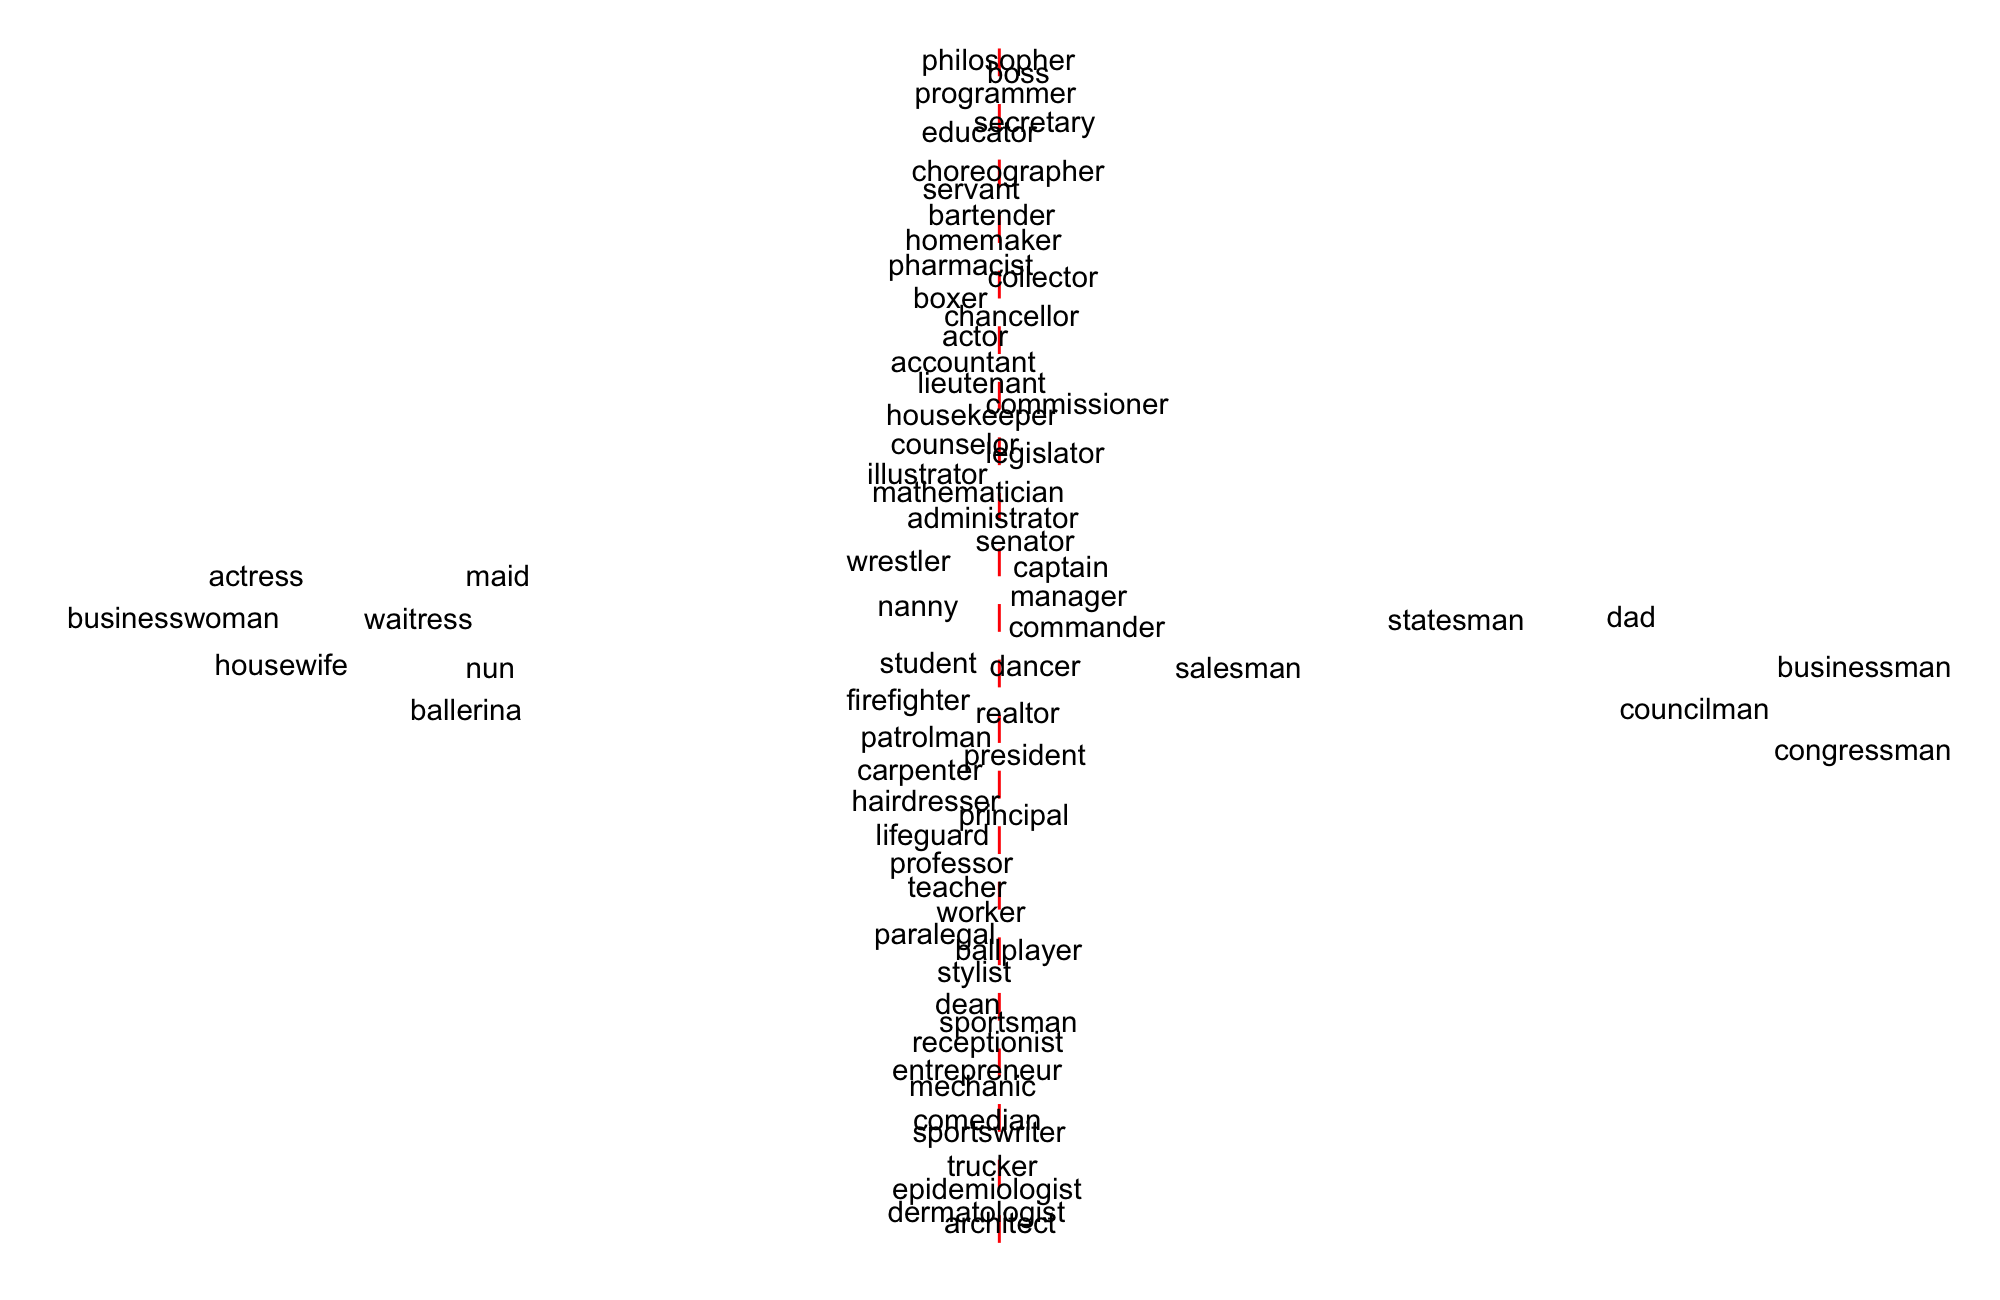 philosopher
boss
programmer
secretary
educator
choreographer
servant
bartender
homemaker
pharmacist
collector
boxer
chancellor
actor
accountant
lieutenant
commissioner
housekeeper
counselor
legislator
illustrator
mathematician
administrator
senator
wrestler
captain
actress maid
manager
nanny
businesswoman waitress statesman dad
commander
student dancer
housewife nun salesman businessman
firefighter
ballerina realtor councilman
patrolman
president congressman
carpenter
hairdresser
principal
lifeguard
professor
teacher
worker
paralegal
ballplayer
stylist
dean
sportsman
receptionist
entrepreneur
mechanic
comedian
sportswriter
trucker
epidemiologist
dermatologist
architect